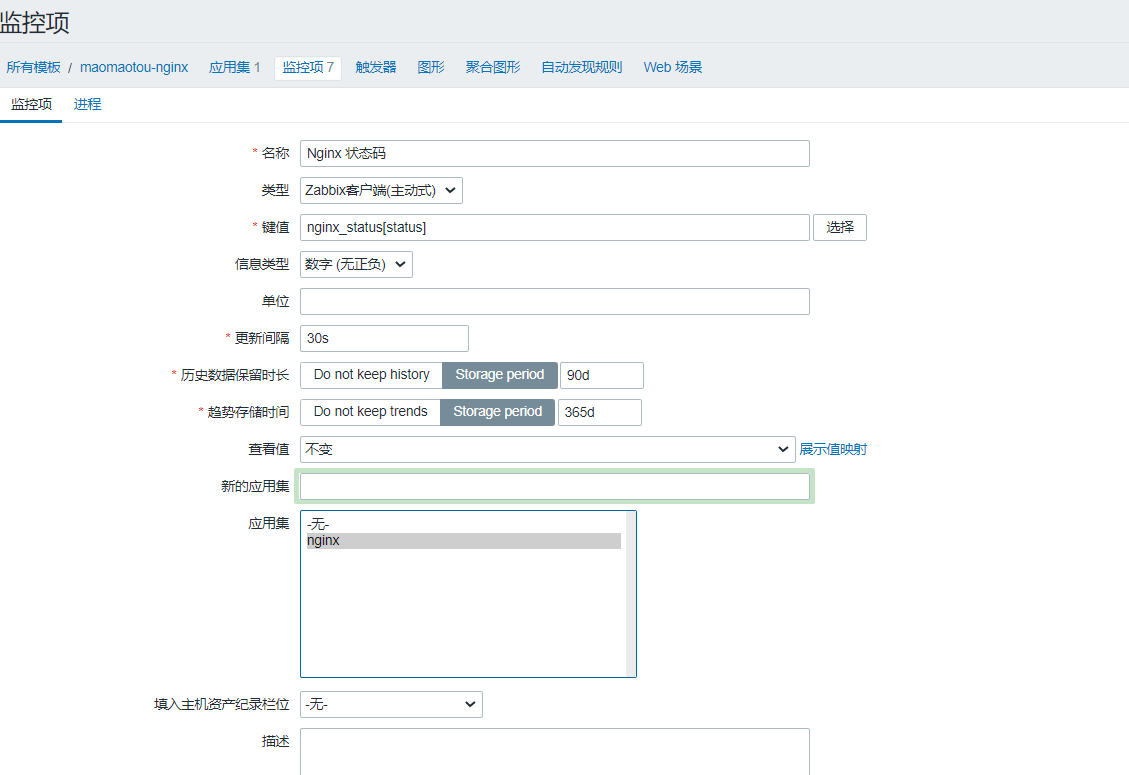 监控项
所有模板 / maomaotou-nginx 应用集 1 监控项 7 触发器 图形 聚合图形 自动发现规则 Web 场景
监控项 进程
* 名称 Nginx 状态码
类型 Zabbix客户端(主动式)
* 键值 nginx_status[status] 选择
信息类型 数字 (无正负)
单位
* 更新间隔 30s
* 历史数据保留时长 Do not keep history Storage period 90d
* 趋势存储时间 Do not keep trends Storage period 365d
查看值 不变 展示值映射
新的应用集
应用集 -无-
nginx
填入主机资产纪录栏位 -无-
描述